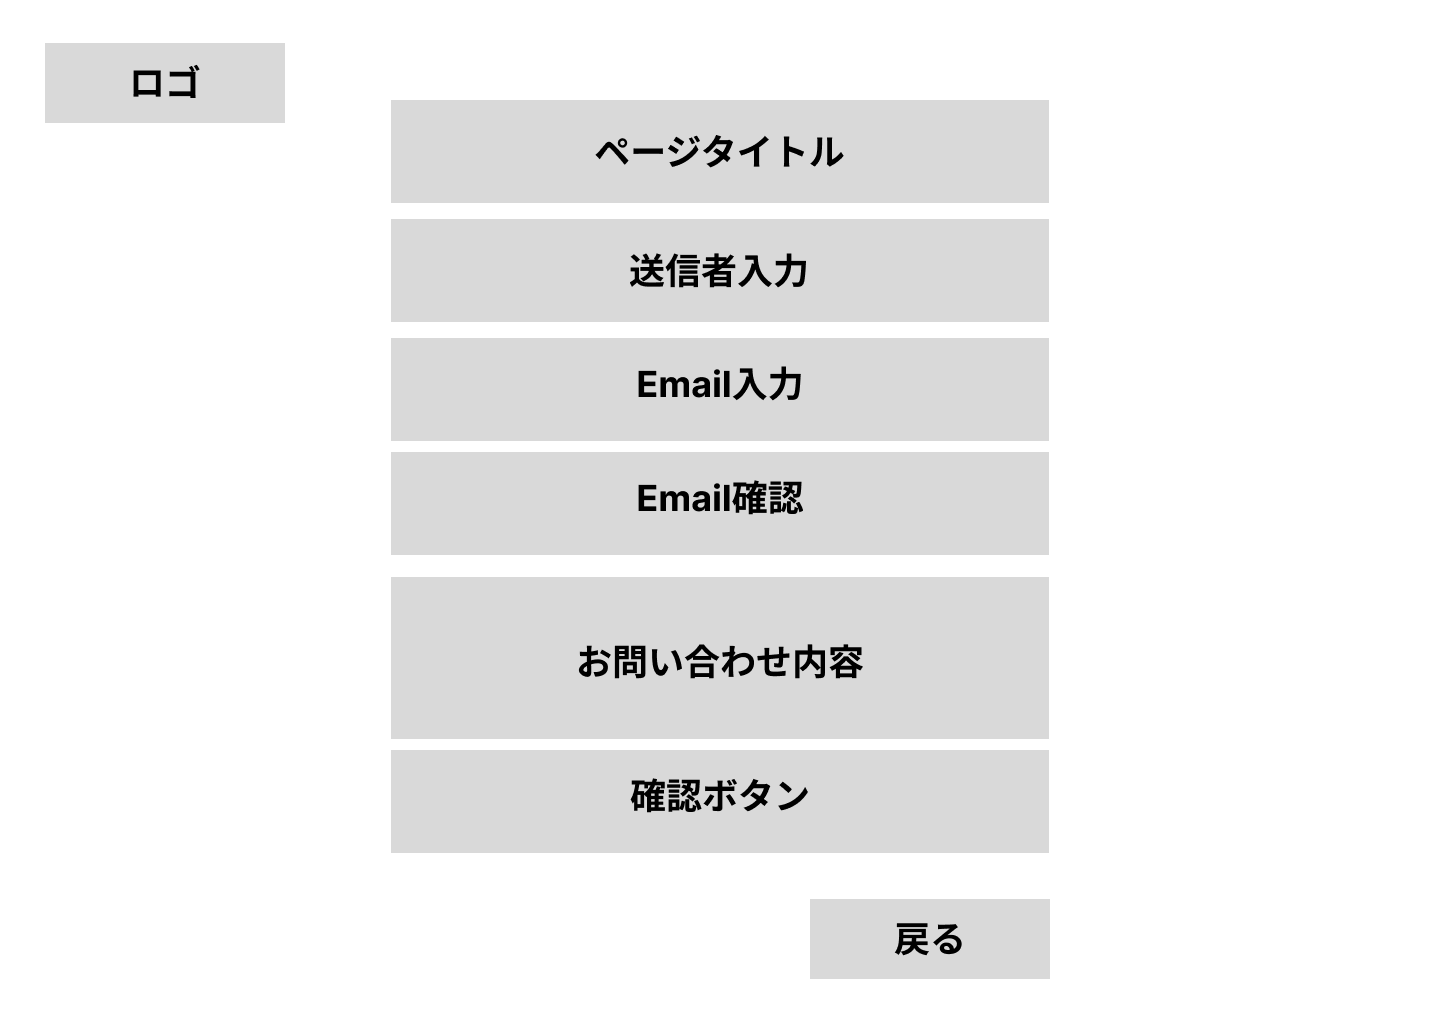 ロゴ
ページタイトル
送信者入力
Email入力
Email確認
お問い合わせ内容
確認ボタン
戻る